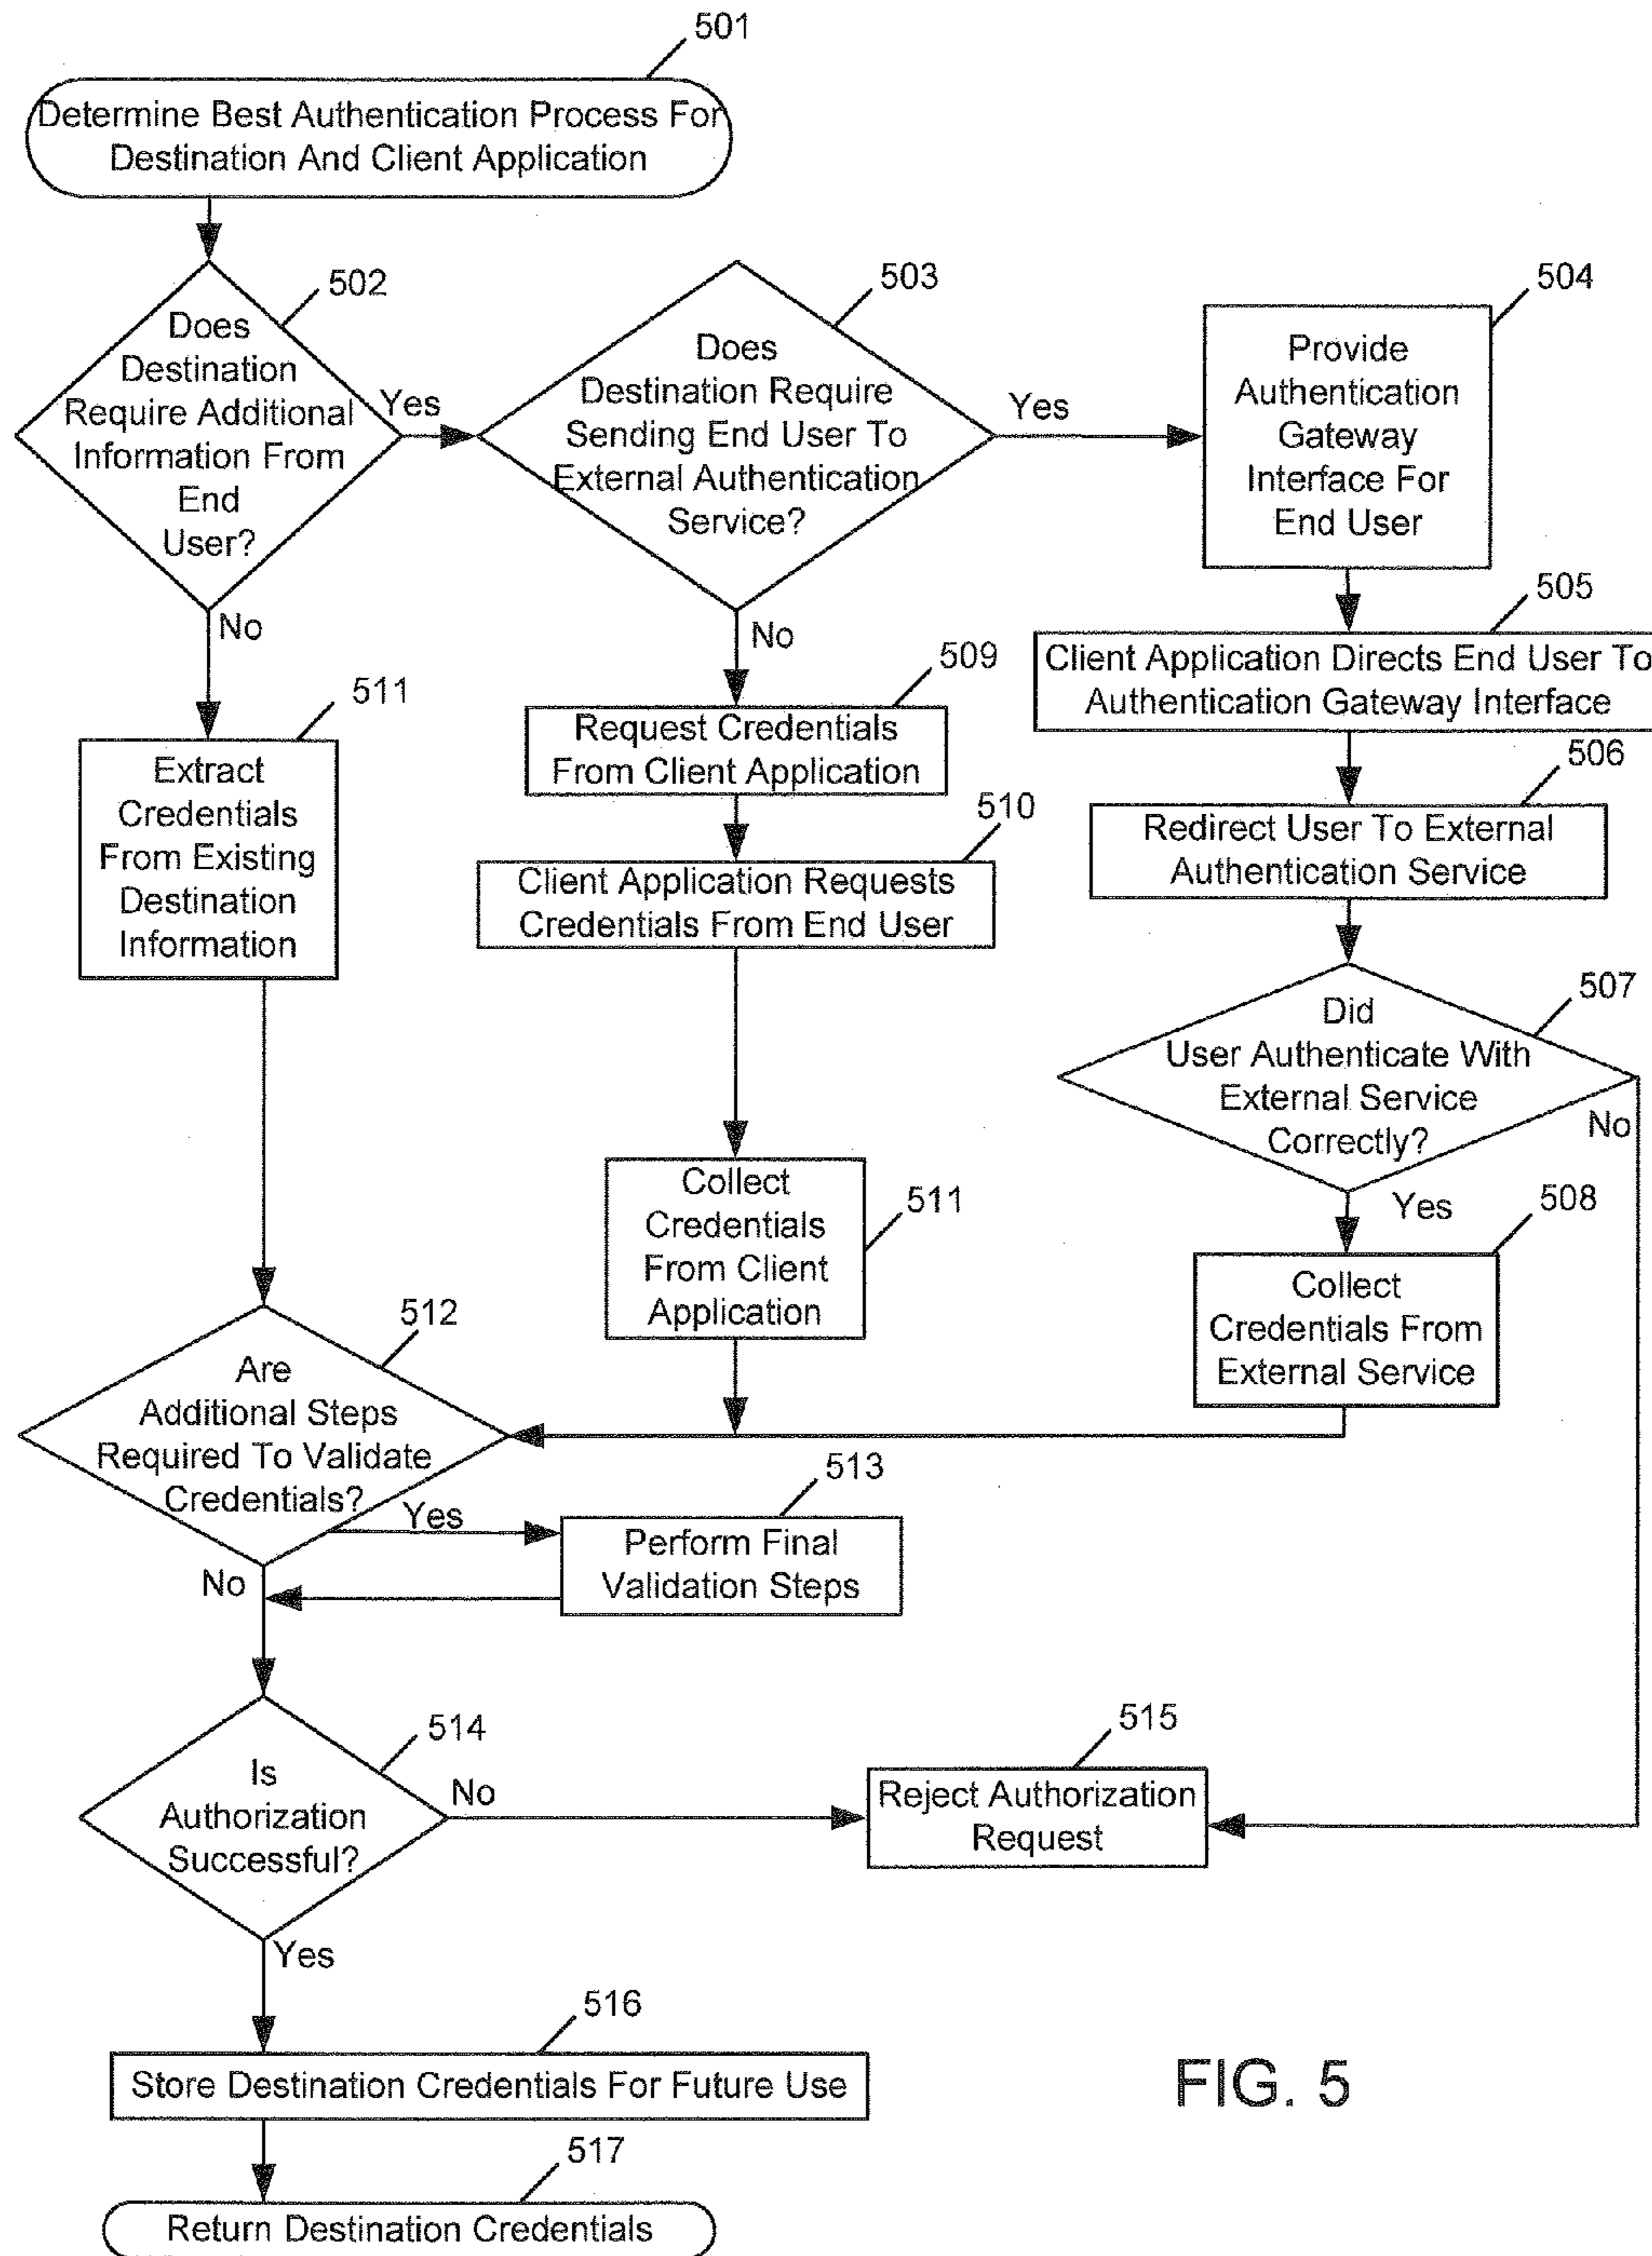 501
Determine Best Authentication Process For
Destination And Client Application
502
Does
Destination
Require Additional
Information From
End
User?
Yes
No
503
Does
Destination Require
Sending End User To
External Authentication
Service?
Yes
No
504
Provide
Authentication
Gateway
Interface For
End User
505
Client Application Directs End User To
Authentication Gateway Interface
506
Redirect User To External
Authentication Service
507
Did
User Authenticate With
External Service
Correctly?
No
Yes
508
Collect
Credentials From
External Service
509
Request Credentials
From Client Application
510
Client Application Requests
Credentials From End User
511
Collect
Credentials
From Client
Application
511
Extract
Credentials
From Existing
Destination
Information
512
Are
Additional Steps
Required To Validate
Credentials?
Yes
No
513
Perform Final
Validation Steps
514
Is
Authorization
Successful?
No
Yes
515
Reject Authorization
Request
516
Store Destination Credentials For Future Use
517
Return Destination Credentials
FIG. 5